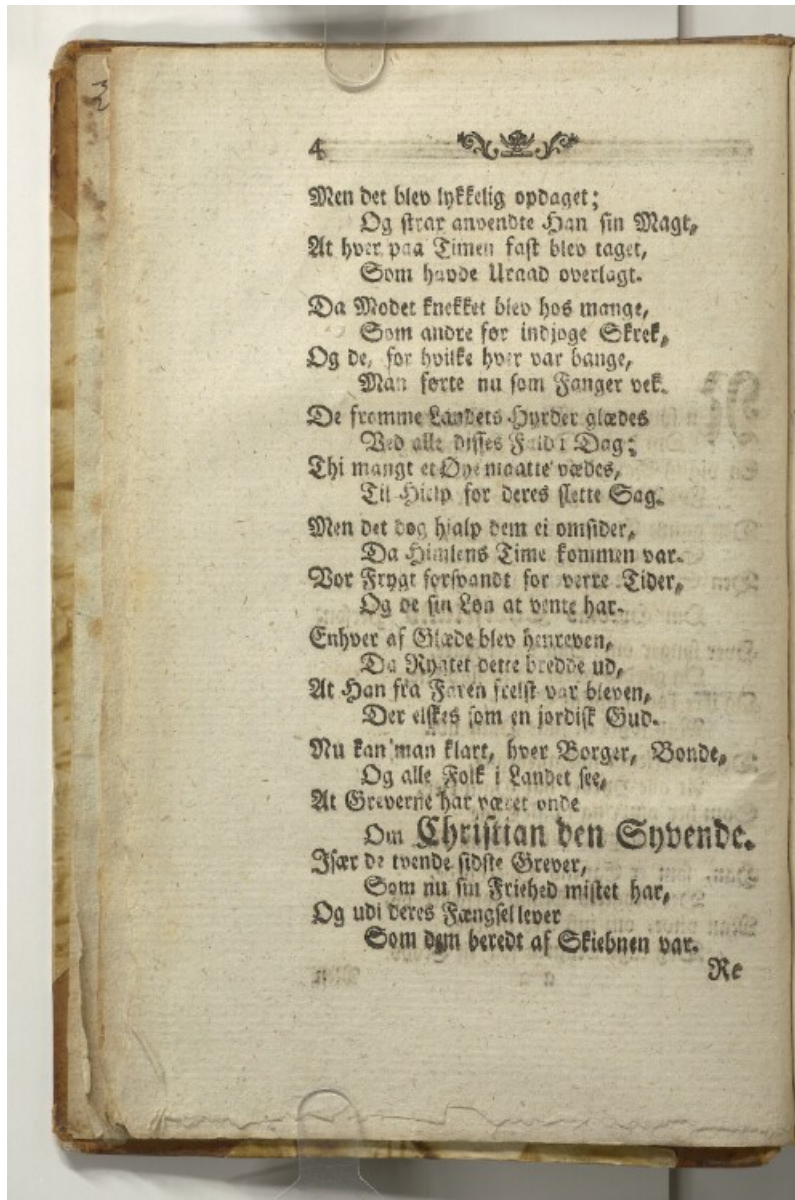 4
Men det blev lykkelig opdaget;
Og strax anvendte Han sin Magt,
At hver paa Timen fast blev taget,
Som havde Uraad overlagt.
Da Modet knekket blev hos mange,
Som andre før indjoge Skrek,
Og de, for hvilke hver var bange,
Man førte nu som Fanger vek.
De fromme Landets Hyrder glædes
Ved alle disses Fald i Dag;
Thi mangt et Øye maatte vædes,
Til Hielp for deres slette Sag.
Men det dog hialp dem ei omsider,
Da Himlens Time kommen var.
Vor Frygt forsvandt for verre Tider,
Og de sin Løn at vente har.
Enhver af Glæde blev henreven,
Da Rygtet dette bredde ud,
At Han fra Faren frelst var bleven,
Der elskes som en jordisk Gud.
Nu kan man klart, hver Borger, Bonde,
Og alle Folk i Landet see,
At Greverne har været onde
Om Christian den Syvende.
Især de tvende sidste Grever,
Som nu sin Friehed mistet har,
Og udi deres Fængsel lever
Som dem beredt af Skiebnen var.
Re